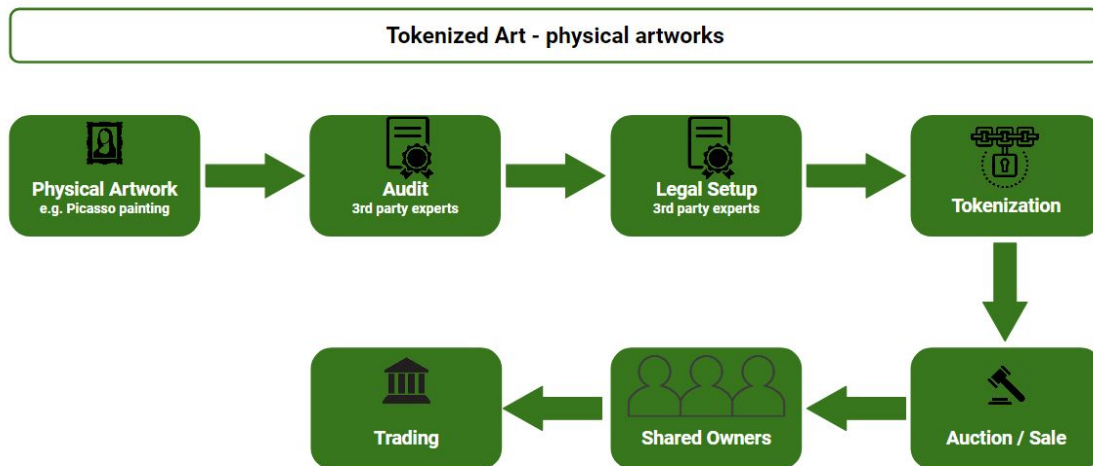 Tokenized Art - physical artworks
Physical Artwork
e.g. Picasso painting
Audit
3rd party experts
Legal Setup
3rd party experts
Tokenization
Auction / Sale
Shared Owners
Trading